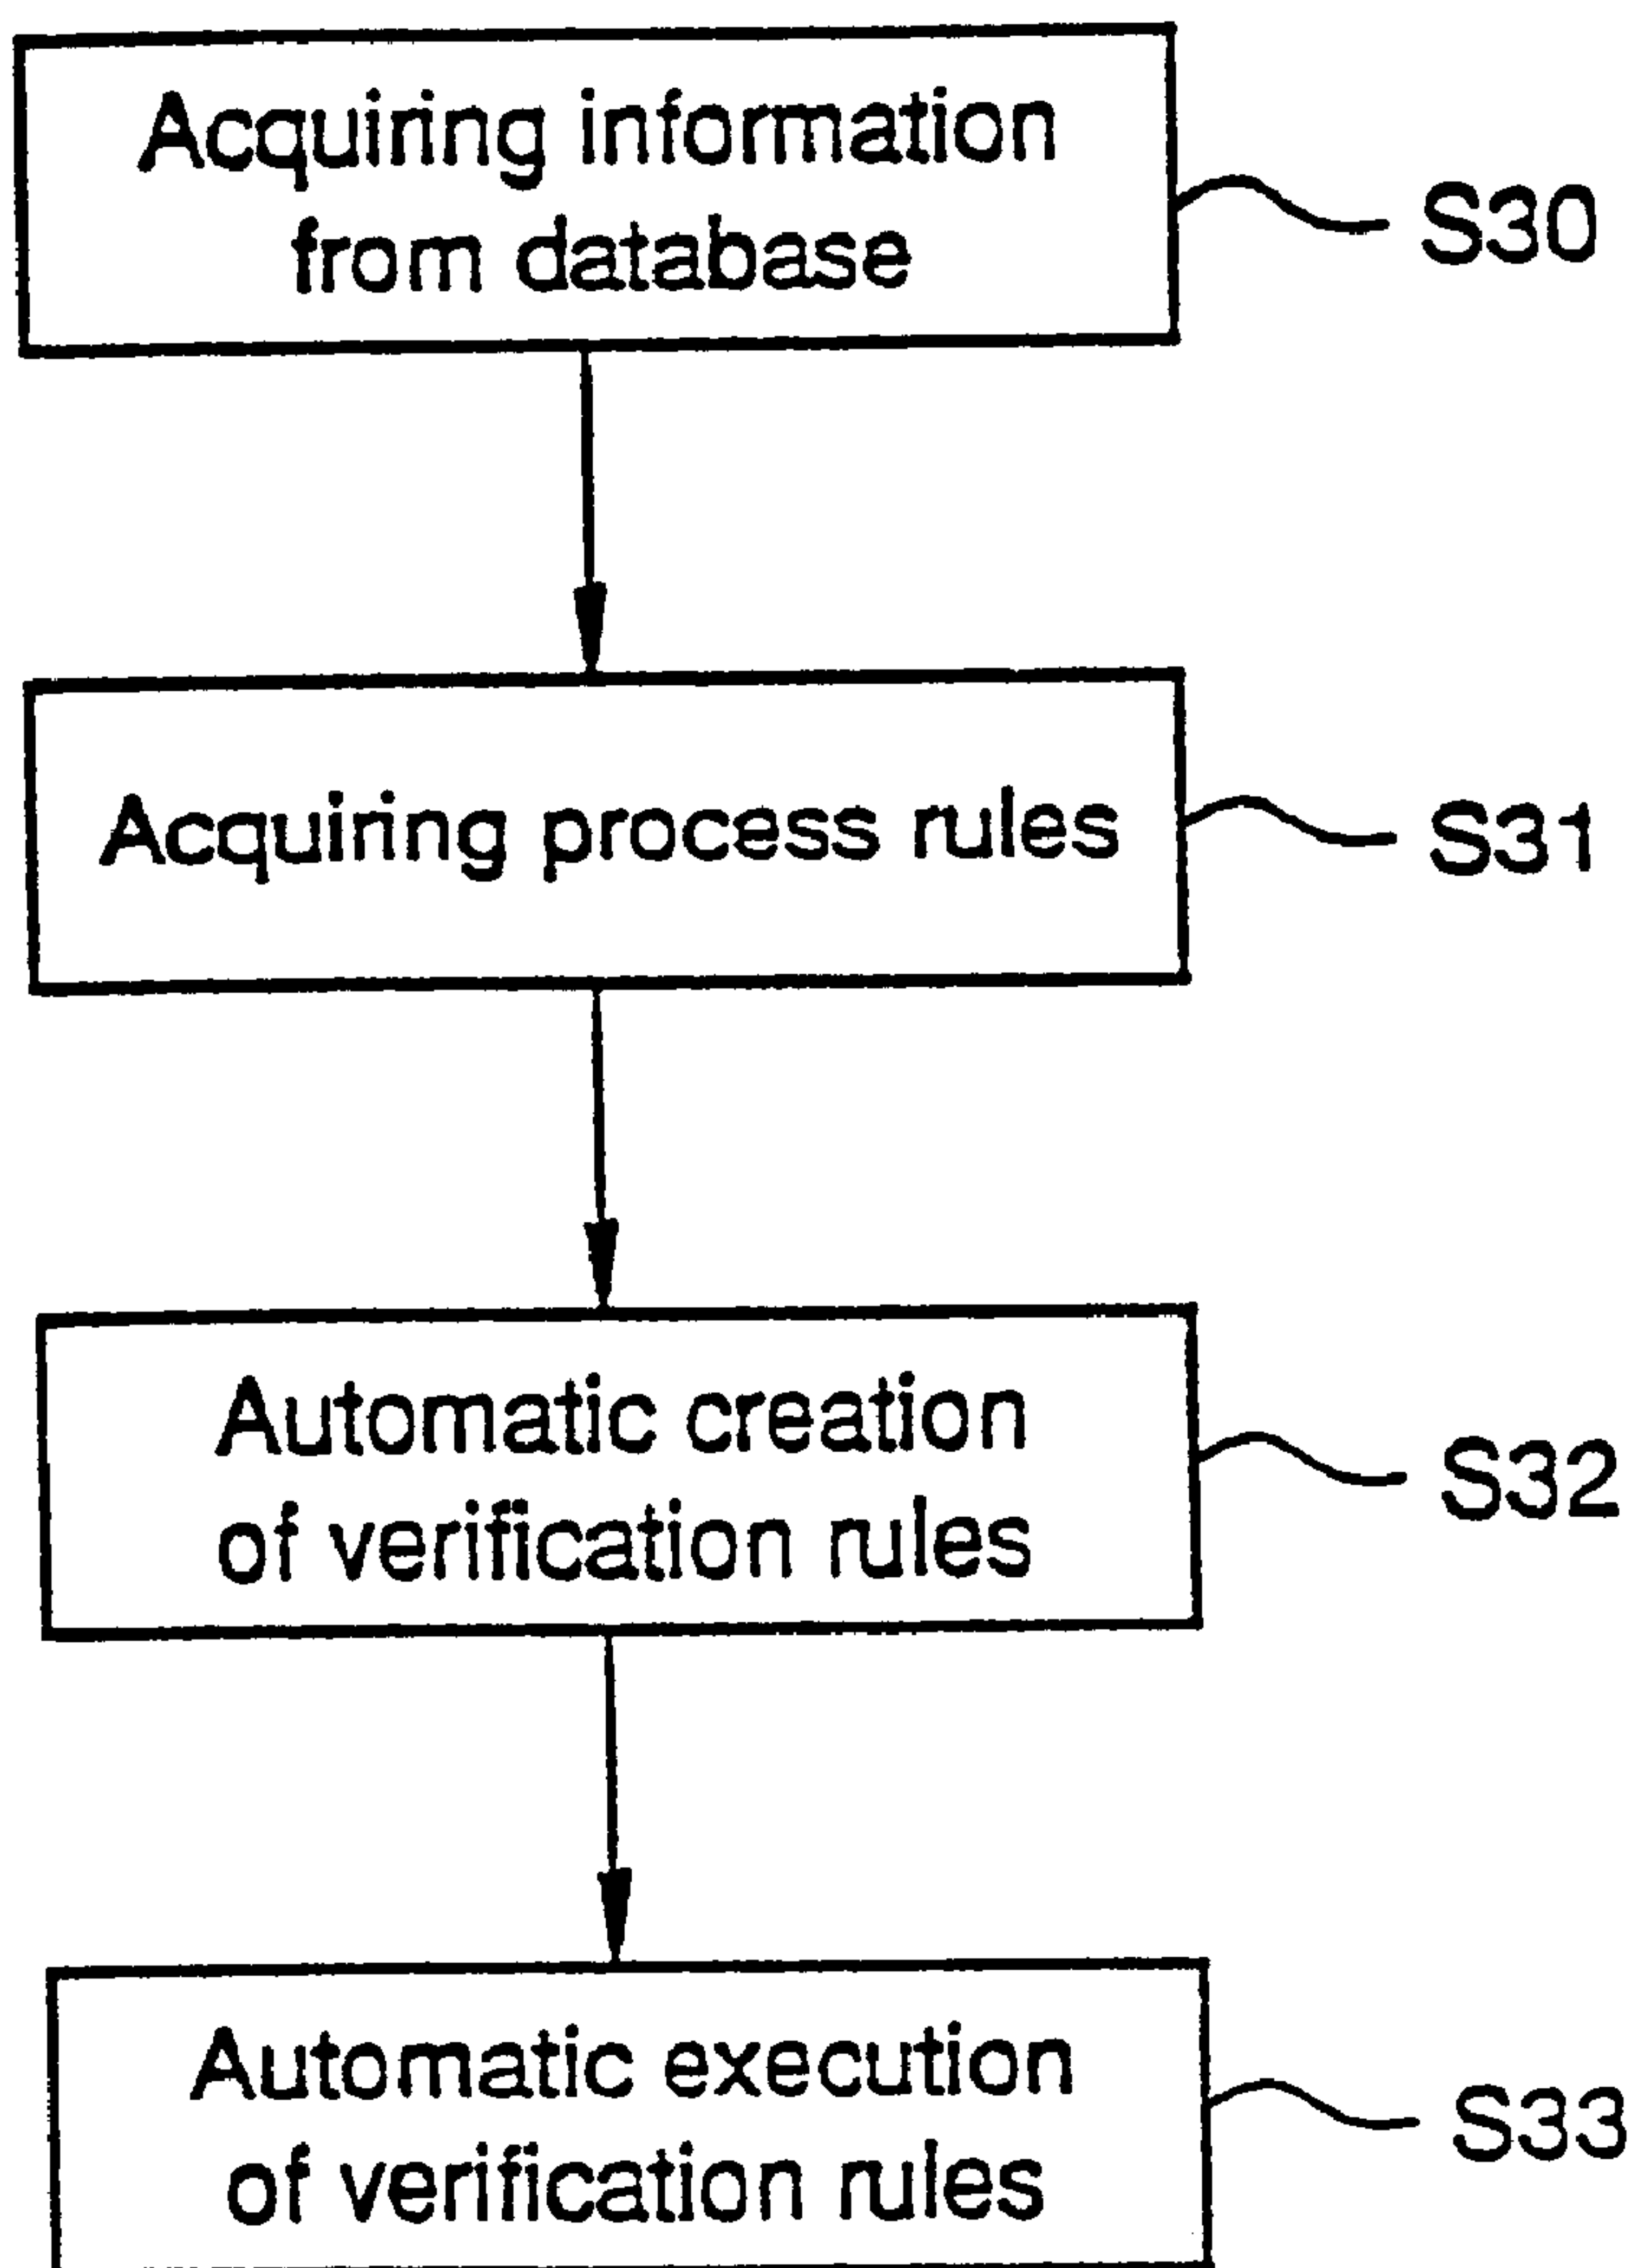 Acquiring information
from database
S30
Acquiring process rules
S31
Automatic creation
of verification rules
S32
Automatic execution
of verification rules
S33